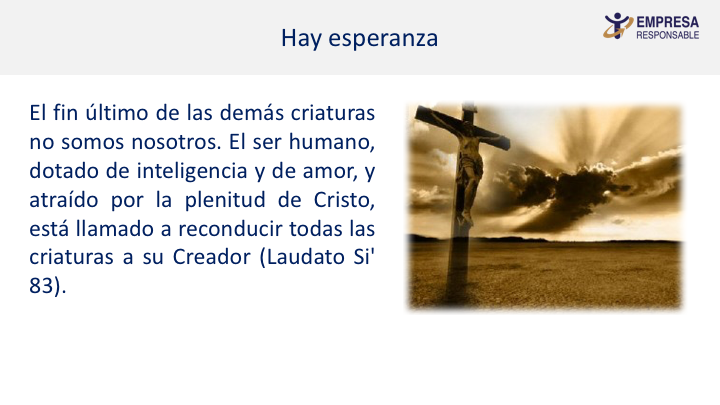 Hay esperanza
EMPRESA
RESPONSABLE
El fin último de las demás criaturas
no somos nosotros. El ser humano,
dotado de inteligencia y de amor, y
atraído por la plenitud de Cristo,
está llamado a reconducir todas las
criaturas a su Creador (Laudato Si'
83).